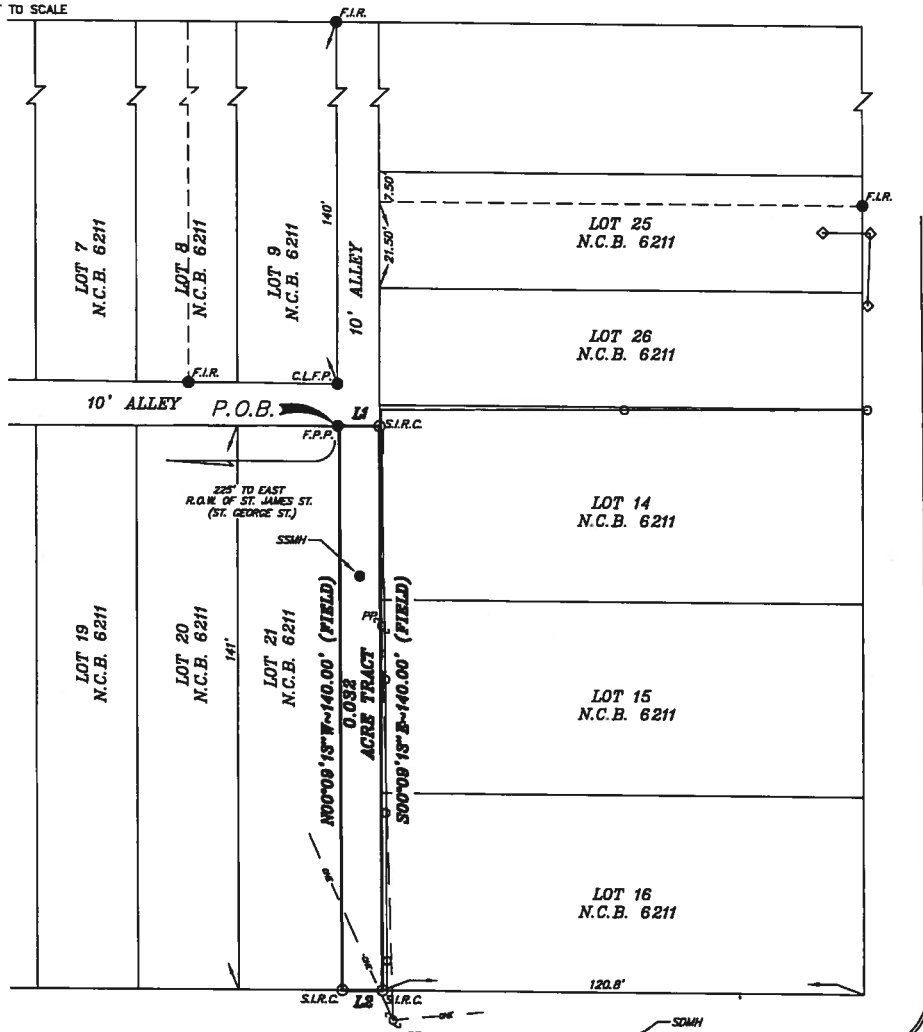 TO SCALE
F.I.R.
7.50'
F.I.R.
LOT 7
N.C.B. 6211
LOT 8
N.C.B. 6211
LOT 9
N.C.B. 6211
140'
10' ALLEY
21.50'
LOT 25
N.C.B. 6211
LOT 26
N.C.B. 6211
F.I.R.
C.L.F.P.
10' ALLEY
P.O.B.
L1
F.P.P.
S.I.R.C.
225' TO EAST
R.O.W. OF ST. JAMES ST.
(ST. GEORGE ST.)
SSMH
LOT 14
N.C.B. 6211
PP
LOT 19
N.C.B. 6211
LOT 20
N.C.B. 6211
141'
LOT 21
N.C.B. 6211
N00°09'13"W~140.00' (FIELD)
0.032
ACRE TRACT
S00°09'13"E~140.00' (FIELD)
LOT 15
N.C.B. 6211
LOT 16
N.C.B. 6211
S.I.R.C.
L2
S.I.R.C.
120.8'
SDMH